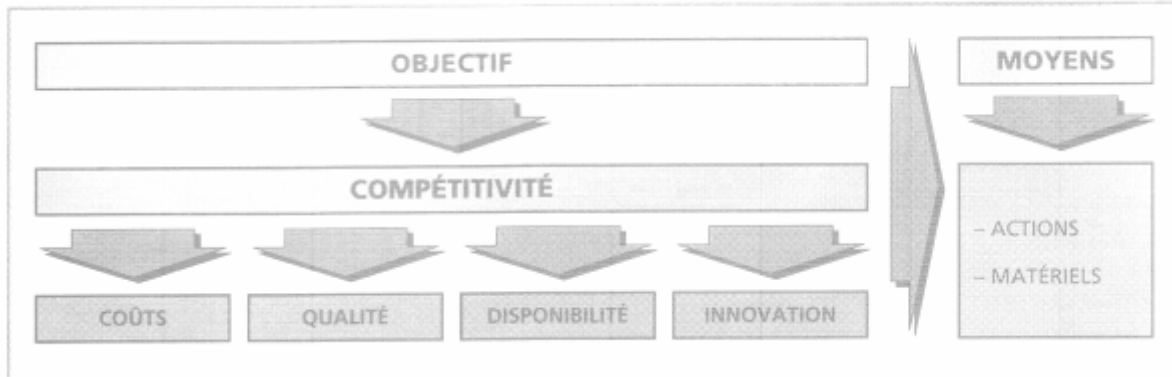 OBJECTIF
MOYENS
COMPÉTITIVITÉ
– ACTIONS
– MATÉRIELS
COÛTS
QUALITÉ
DISPONIBILITÉ
INNOVATION